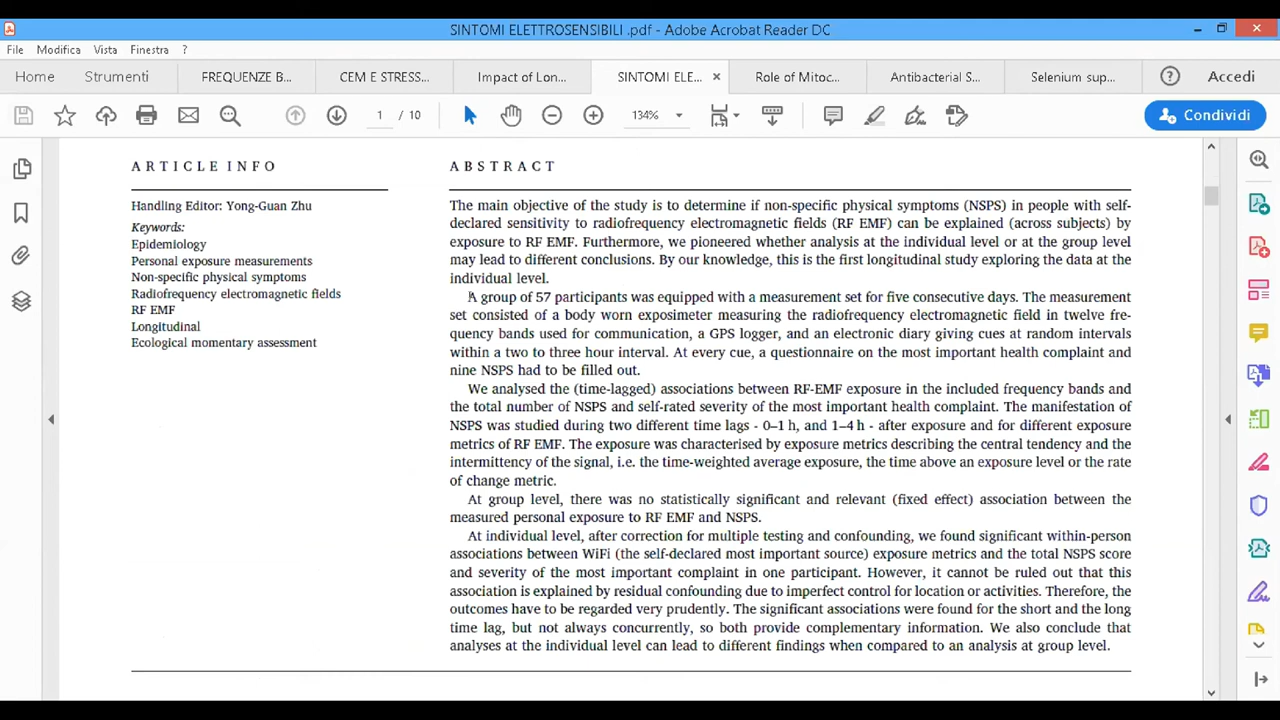 SINTOMI ELETTROSENSIBILI .pdf - Adobe Acrobat Reader DC
File Modifica Vista Finestra ?
Home Strumenti FREQUENZE B... CEM E STRESS... Impact of Lon... SINTOMI ELE... × Role of Mitoc... Antibacterial S... Selenium sup... Accedi
1 / 10 134% Condividi
ARTICLE INFO
Handling Editor: Yong-Guan Zhu
Keywords:
Epidemiology
Personal exposure measurements
Non-specific physical symptoms
Radiofrequency electromagnetic fields
RF EMF
Longitudinal
Ecological momentary assessment
ABSTRACT
The main objective of the study is to determine if non-specific physical symptoms (NSPS) in people with self-
declared sensitivity to radiofrequency electromagnetic fields (RF EMF) can be explained (across subjects) by
exposure to RF EMF. Furthermore, we pioneered whether analysis at the individual level or at the group level
may lead to different conclusions. By our knowledge, this is the first longitudinal study exploring the data at the
individual level.
A group of 57 participants was equipped with a measurement set for five consecutive days. The measurement
set consisted of a body worn exposimeter measuring the radiofrequency electromagnetic field in twelve fre-
quency bands used for communication, a GPS logger, and an electronic diary giving cues at random intervals
within a two to three hour interval. At every cue, a questionnaire on the most important health complaint and
nine NSPS had to be filled out.
We analysed the (time-lagged) associations between RF-EMF exposure in the included frequency bands and
the total number of NSPS and self-rated severity of the most important health complaint. The manifestation of
NSPS was studied during two different time lags - 0–1 h, and 1–4 h - after exposure and for different exposure
metrics of RF EMF. The exposure was characterised by exposure metrics describing the central tendency and the
intermittency of the signal, i.e. the time-weighted average exposure, the time above an exposure level or the rate
of change metric.
At group level, there was no statistically significant and relevant (fixed effect) association between the
measured personal exposure to RF EMF and NSPS.
At individual level, after correction for multiple testing and confounding, we found significant within-person
associations between WiFi (the self-declared most important source) exposure metrics and the total NSPS score
and severity of the most important complaint in one participant. However, it cannot be ruled out that this
association is explained by residual confounding due to imperfect control for location or activities. Therefore, the
outcomes have to be regarded very prudently. The significant associations were found for the short and the long
time lag, but not always concurrently, so both provide complementary information. We also conclude that
analyses at the individual level can lead to different findings when compared to an analysis at group level.